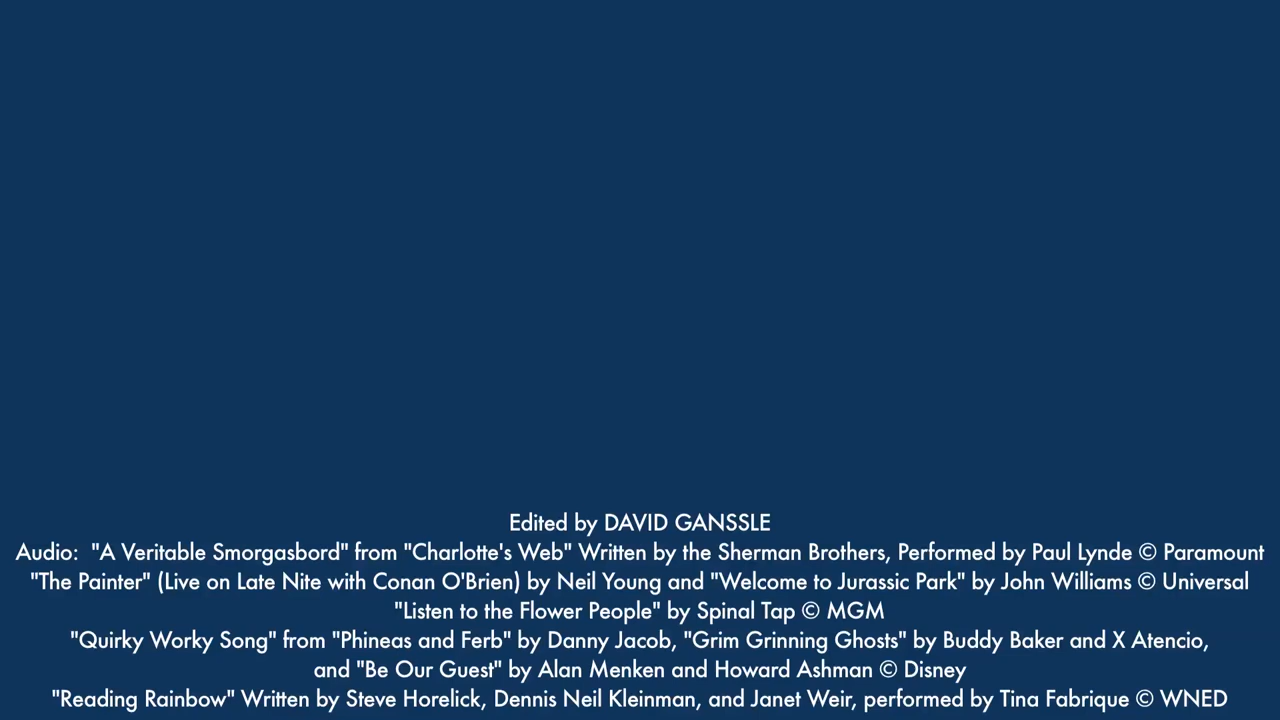 Edited by DAVID GANSSLE
Audio:  "A Veritable Smorgasbord" from "Charlotte's Web" Written by the Sherman Brothers, Performed by Paul Lynde © Paramount
"The Painter" (Live on Late Nite with Conan O'Brien) by Neil Young and "Welcome to Jurassic Park" by John Williams © Universal
"Listen to the Flower People" by Spinal Tap © MGM
"Quirky Worky Song" from "Phineas and Ferb" by Danny Jacob, "Grim Grinning Ghosts" by Buddy Baker and X Atencio,
and "Be Our Guest" by Alan Menken and Howard Ashman © Disney
"Reading Rainbow" Written by Steve Horelick, Dennis Neil Kleinman, and Janet Weir, performed by Tina Fabrique © WNED